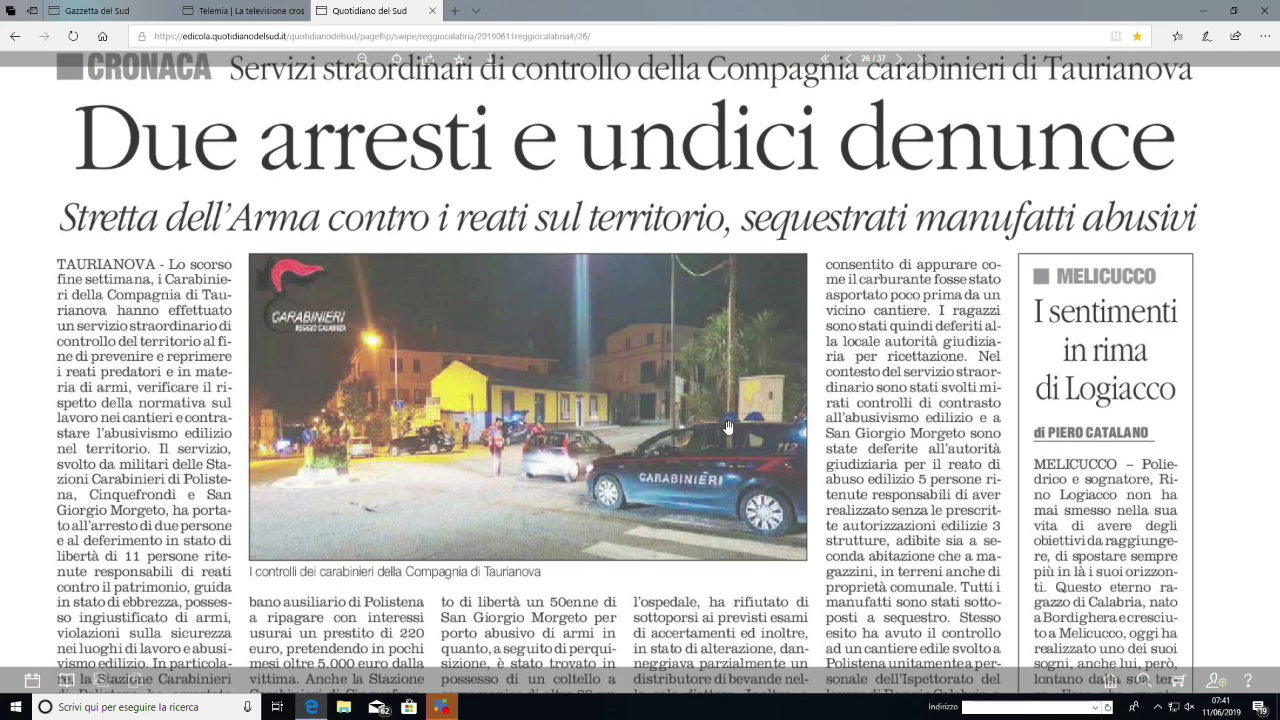 Gazzetta del Sud
Quotidiano del Sud
https://edicola.quotidianodelsud.it/quotidianodelsud/pageflip/swipe/reggiocalabria/20190611reggiocalabria#/26/
26 / 37
CRONACA Servizi straordinari di controllo della Compagnia carabinieri di Taurianova
Due arresti e undici denunce
Stretta dell'Arma contro i reati sul territorio, sequestrati manufatti abusivi
TAURIANOVA - Lo scorso
fine settimana, i Carabinie-
ri della Compagnia di Tau-
rianova hanno effettuato
un servizio straordinario di
controllo del territorio al fi-
ne di prevenire e reprimere
i reati predatori e in mate-
ria di armi, verificare il ri-
spetto della normativa sul
lavoro nei cantieri e contra-
stare l'abusivismo edilizio
nel territorio. Il servizio,
svolto da militari delle Sta-
zioni Carabinieri di Poliste-
na, Cinquefrondi e San
Giorgio Morgeto, ha porta-
to all'arresto di due persone
e al deferimento in stato di
libertà di 11 persone rite-
nute responsabili di reati
contro il patrimonio, guida
in stato di ebbrezza, posses-
so ingiustificato di armi,
violazioni sulla sicurezza
nei luoghi di lavoro e abusi-
vismo edilizio. In particola-
re, la Stazione Carabinieri
CARABINIERI
REGGIO CALABRIA
CARABINIERI
I controlli dei carabinieri della Compagnia di Taurianova
bano ausiliario di Polistena
a ripagare con interessi
usurai un prestito di 220
euro, pretendendo in pochi
mesi oltre 5.000 euro dalla
vittima. Anche la Stazione
to di libertà un 50enne di
San Giorgio Morgeto per
porto abusivo di armi in
quanto, a seguito di perqui-
sizione, è stato trovato in
possesso di un coltello a
l'ospedale, ha rifiutato di
sottoporsi ai previsti esami
di accertamenti ed inoltre,
in stato di alterazione, dan-
neggiava parzialmente un
distributore di bevande nel-
consentito di appurare co-
me il carburante fosse stato
asportato poco prima da un
vicino cantiere. I ragazzi
sono stati quindi deferiti al-
la locale autorità giudizia-
ria per ricettazione. Nel
contesto del servizio straor-
dinario sono stati svolti mi-
rati controlli di contrasto
all'abusivismo edilizio e a
San Giorgio Morgeto sono
state deferite all'autorità
giudiziaria per il reato di
abuso edilizio 5 persone ri-
tenute responsabili di aver
realizzato senza le prescrit-
te autorizzazioni edilizie 3
strutture, adibite sia a se-
conda abitazione che a ma-
gazzini, in terreni anche di
proprietà comunale. Tutti i
manufatti sono stati sotto-
posti a sequestro. Stesso
esito ha avuto il controllo
ad un cantiere edile svolto a
Polistena unitamente a per-
sonale dell'Ispettorato del
MELICUCCO
I sentimenti
in rima
di Logiacco
di PIERO CATALANO
MELICUCCO – Polie-
drico e sognatore, Ri-
no Logiacco non ha
mai smesso nella sua
vita di avere degli
obiettivi da raggiunge-
re, di spostare sempre
più in là i suoi orizzon-
ti. Questo eterno ra-
gazzo di Calabria, nato
a Bordighera e cresciu-
to a Melicucco, oggi ha
realizzato uno dei suoi
sogni, anche lui, però,
lontano dalla sua ter-
Scrivi qui per eseguire la ricerca
62
Indirizzo
07:41
11/06/2019
19